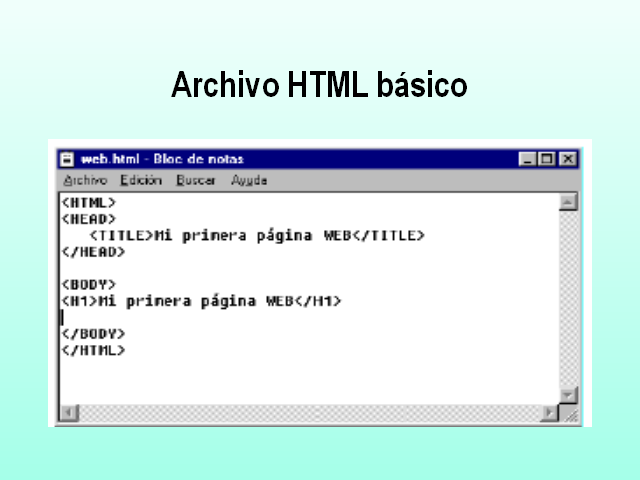 Archivo HTML básico
web.html - Bloc de notas
Archivo Edición Buscar Ayuda
<HTML>
<HEAD>
<TITLE>Mi primera página WEB</TITLE>
</HEAD>
<BODY>
<H1>Mi primera página WEB</H1>
</BODY>
</HTML>